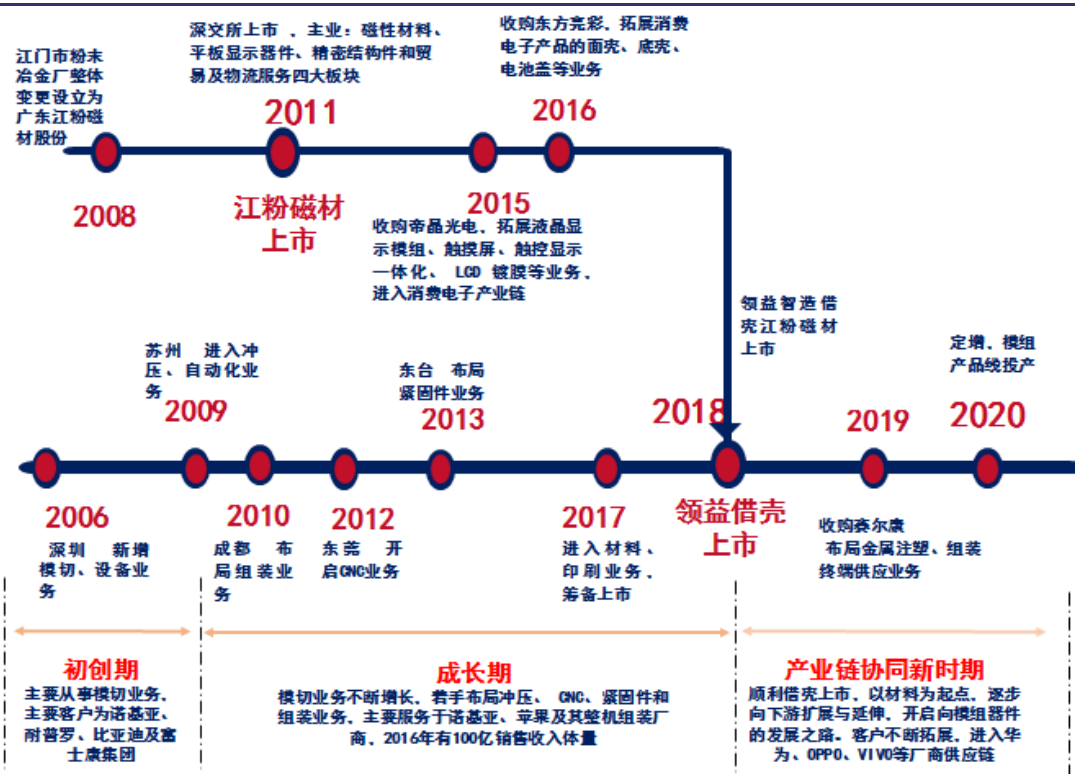 江门市粉末
冶金厂整体
变更设立为
广东江粉磁
材股份
2008
深交所上市 ，主业：磁性材料、
平板显示器件、精密结构件和贸
易及物流服务四大板块
2011
江粉磁材
上市
2015
收购帝晶光电，拓展液晶显
示模组、触摸屏、触控显示
一体化、 LCD 镀膜等业务，
进入消费电子产业链
收购东方亮彩，拓展消费
电子产品的面壳、底壳、
电池盖等业务
2016
领益智造借
壳江粉磁材
上市
2006
深圳 新增
模切、设备业
务
苏州 进入冲
压、自动化业
务
2009
2010
成都 布
局组装业
务
2012
东莞 开
启CNC业务
东台 布局
紧固件业务
2013
2017
进入材料、
印刷业务，
筹备上市
2018
领益借壳
上市
2019
收购赛尔康
布局金属注塑、组装
终端供应业务
定增，模组
产品线投产
2020
初创期
主要从事模切业务，
主要客户为诺基亚、
耐普罗、比亚迪及富
士康集团
成长期
模切业务不断增长，着手布局冲压、 CNC、紧固件和
组装业务，主要服务于诺基亚、苹果及其整机组装厂
商，2016年有100亿销售收入体量
产业链协同新时期
顺利借壳上市，以材料为起点，逐步
向下游扩展与延伸，开启向模组器件
的发展之路。客户不断拓展，进入华
为、OPPO、VIVO等厂商供应链